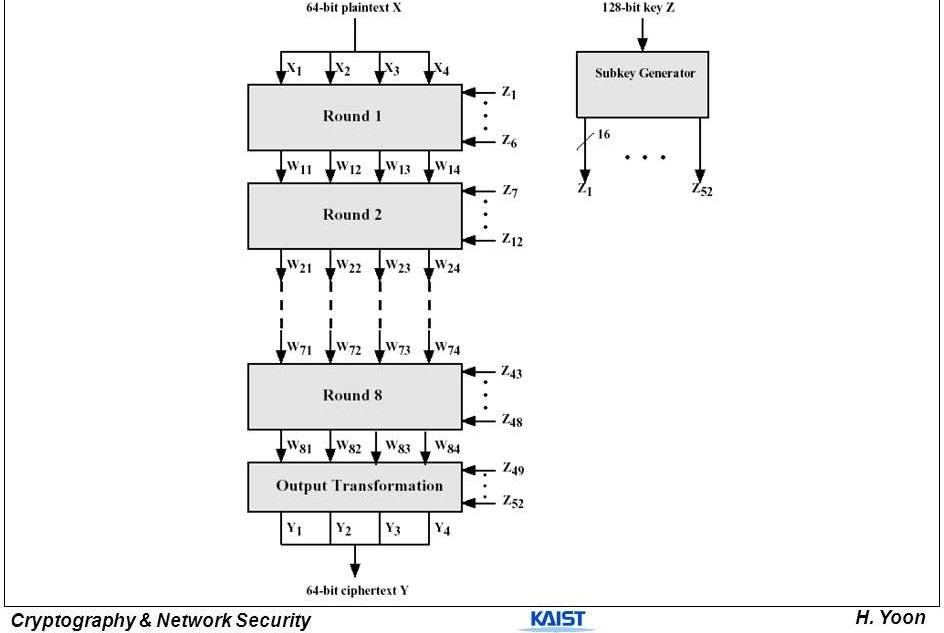 64-bit plaintext X
128-bit key Z
X1 X2 X3 X4
Subkey Generator
Z1
Round 1
16
Z6
W11 W12 W13 W14
Z1 Z52
Z7
Round 2
Z12
W21 W22 W23 W24
W71 W72 W73 W74
Z43
Round 8
Z48
W81 W82 W83 W84
Z49
Output Transformation
Z52
Y1 Y2 Y3 Y4
64-bit ciphertext Y
Cryptography & Network Security
KAIST
H. Yoon